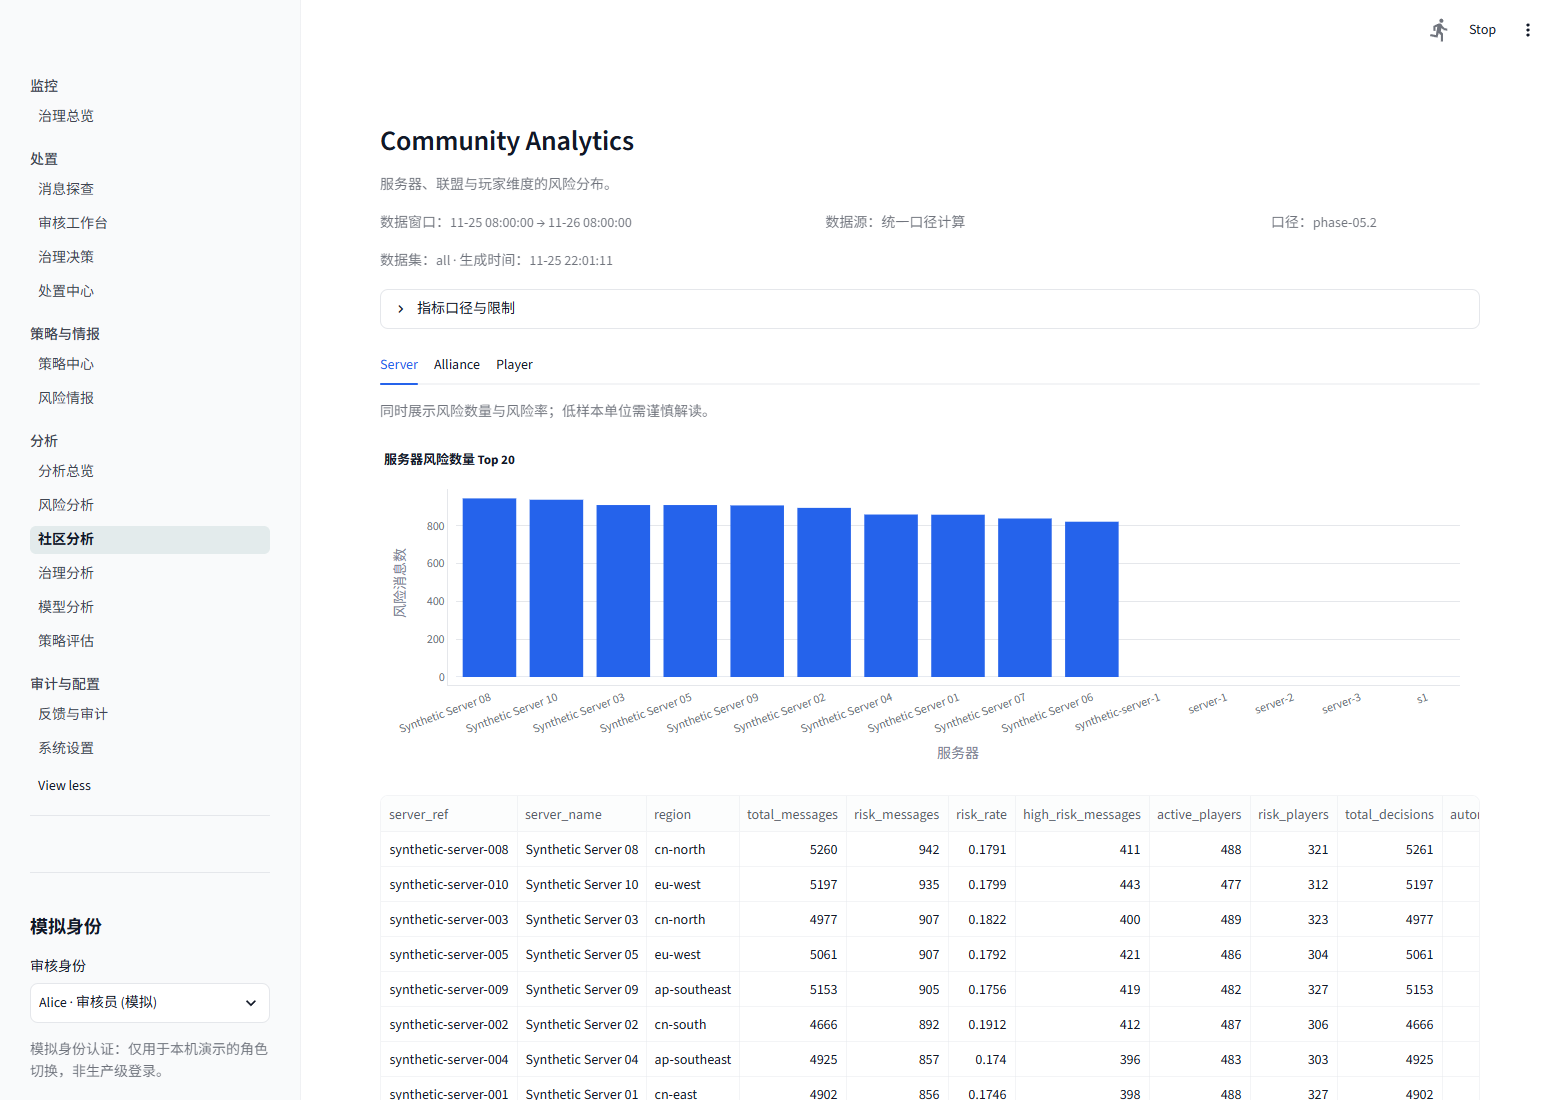 Stop
监控
治理总览
处置
消息探查
审核工作台
治理决策
处置中心
策略与情报
策略中心
风险情报
分析
分析总览
风险分析
社区分析
治理分析
模型分析
策略评估
审计与配置
反馈与审计
系统设置
View less
模拟身份
审核身份
Alice · 审核员 (模拟)
模拟身份认证：仅用于本机演示的角色
切换，非生产级登录。
Community Analytics
服务器、联盟与玩家维度的风险分布。
数据窗口：11-25 08:00:00 → 11-26 08:00:00 数据源：统一口径计算 口径：phase-05.2
数据集：all · 生成时间：11-25 22:01:11
指标口径与限制
Server Alliance Player
同时展示风险数量与风险率；低样本单位需谨慎解读。
服务器风险数量 Top 20
风险消息数
800
600
400
200
0
Synthetic Server 08 Synthetic Server 10 Synthetic Server 03 Synthetic Server 05 Synthetic Server 09 Synthetic Server 02 Synthetic Server 04 Synthetic Server 01 Synthetic Server 07 Synthetic Server 06 synthetic-server-1 server-1 server-2 server-3 s1
服务器
server_ref server_name region total_messages risk_messages risk_rate high_risk_messages active_players risk_players total_decisions
synthetic-server-008 Synthetic Server 08 cn-north 5260 942 0.1791 411 488 321 5261
synthetic-server-010 Synthetic Server 10 eu-west 5197 935 0.1799 443 477 312 5197
synthetic-server-003 Synthetic Server 03 cn-north 4977 907 0.1822 400 489 323 4977
synthetic-server-005 Synthetic Server 05 eu-west 5061 907 0.1792 421 486 304 5061
synthetic-server-009 Synthetic Server 09 ap-southeast 5153 905 0.1756 419 482 327 5153
synthetic-server-002 Synthetic Server 02 cn-south 4666 892 0.1912 412 487 306 4666
synthetic-server-004 Synthetic Server 04 ap-southeast 4925 857 0.174 396 483 303 4925
synthetic-server-001 Synthetic Server 01 cn-east 4902 856 0.1746 398 488 327 4902